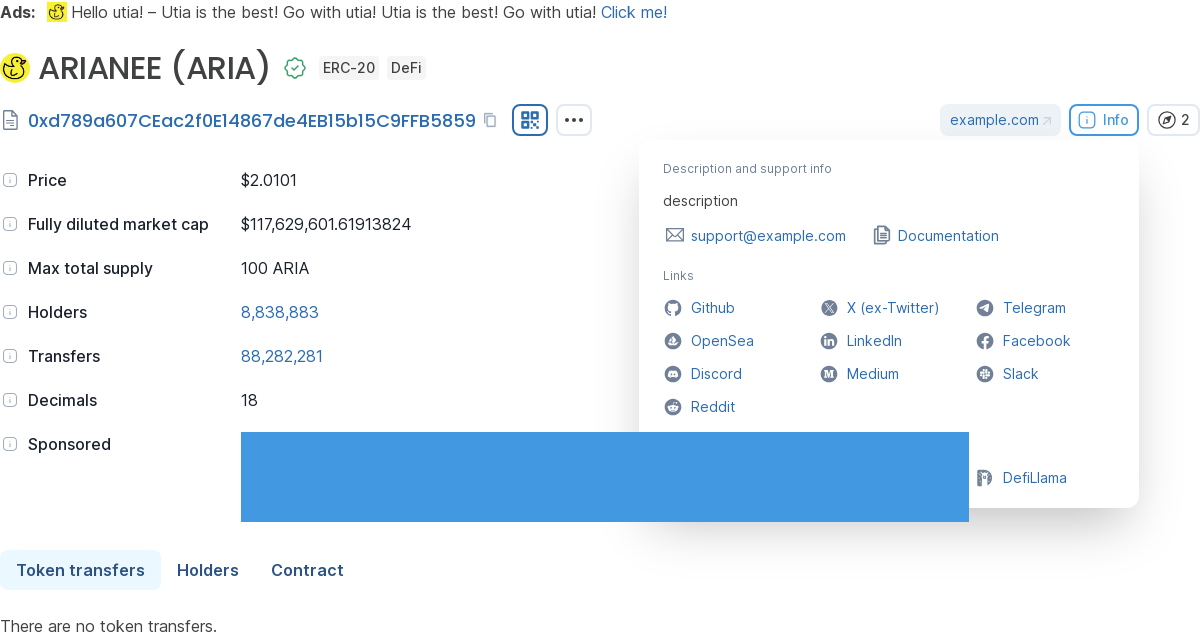 Ads: Hello utia! – Utia is the best! Go with utia! Utia is the best! Go with utia! Click me!
ARIANEE (ARIA) ERC-20 DeFi
0xd789a607CEac2f0E14867de4EB15b15C9FFB5859
example.com Info 2
Price $2.0101
Fully diluted market cap $117,629,601.61913824
Max total supply 100 ARIA
Holders 8,838,883
Transfers 88,282,281
Decimals 18
Sponsored
Description and support info
description
support@example.com Documentation
Links
Github X (ex-Twitter) Telegram
OpenSea LinkedIn Facebook
Discord Medium Slack
Reddit
DefiLlama
Token transfers Holders Contract
There are no token transfers.